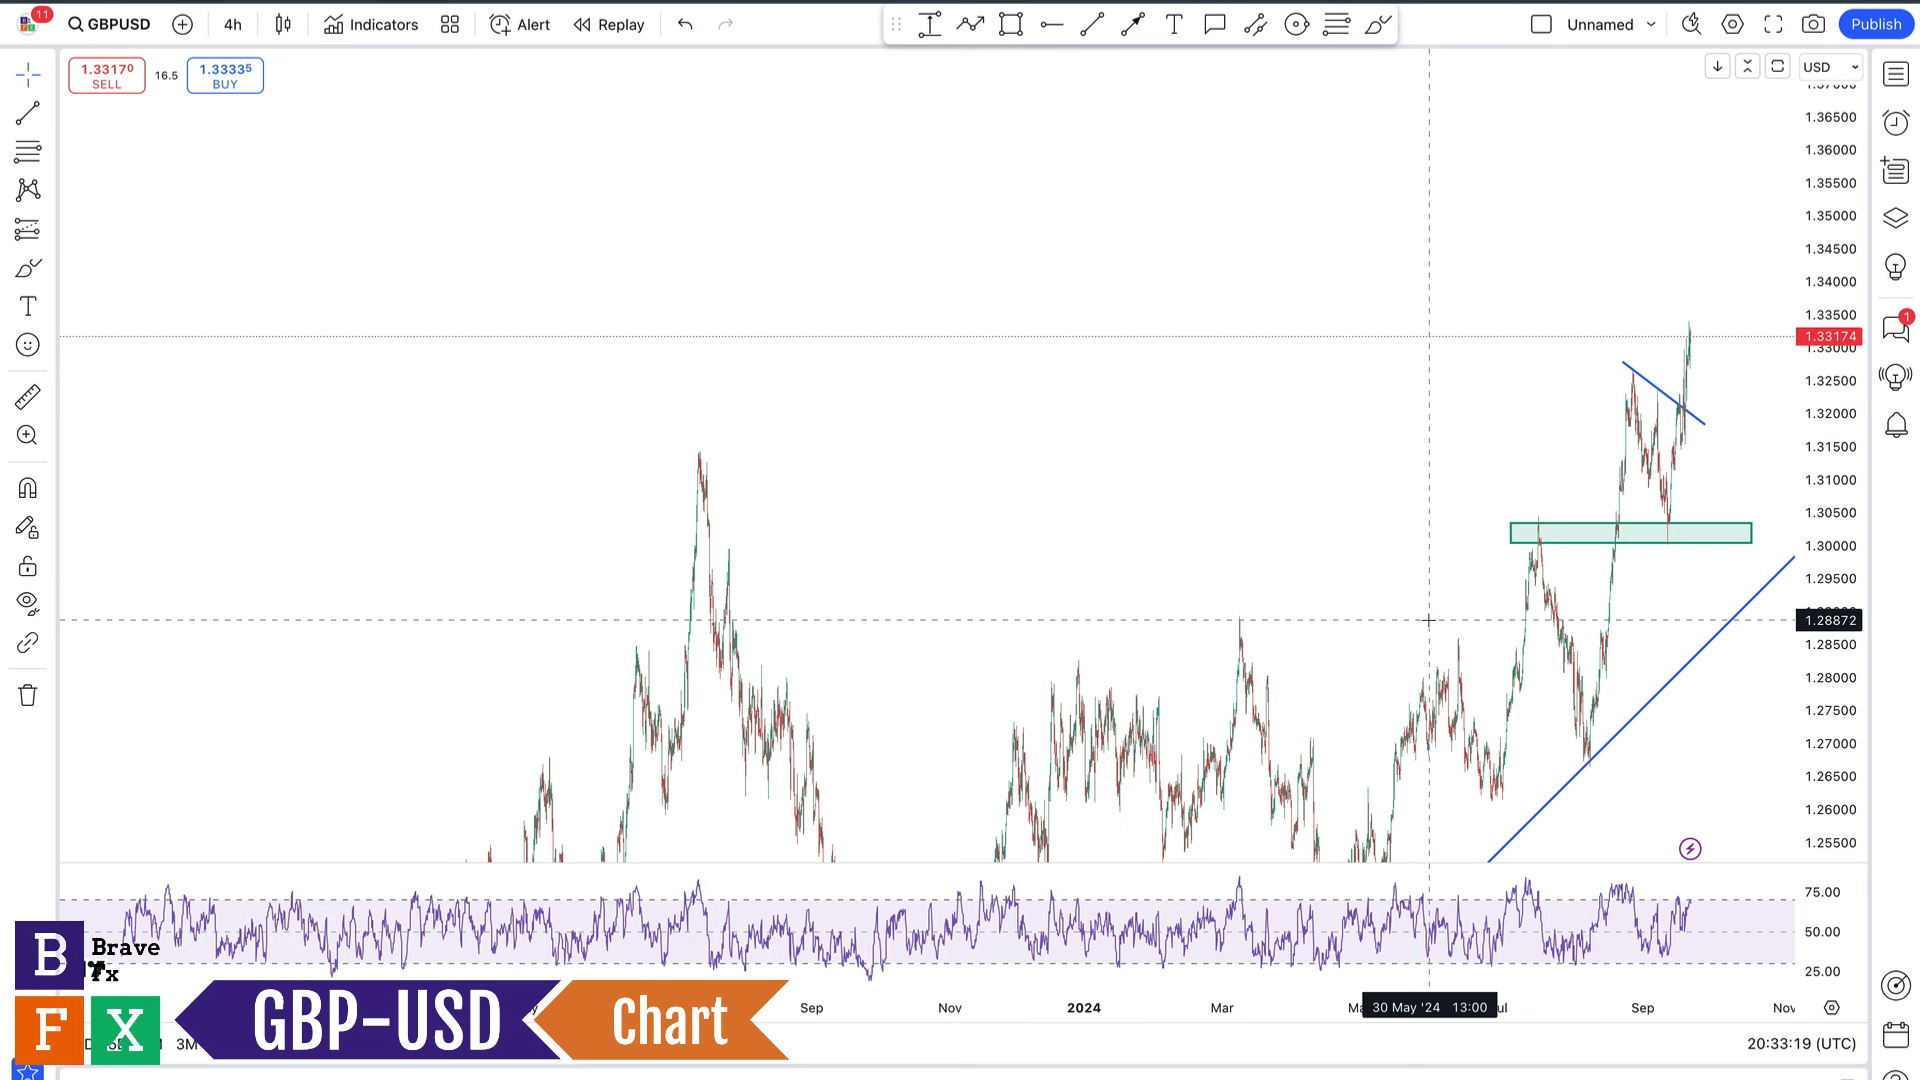 11
GBPUSD
4h
Indicators
Alert
Replay
Unnamed
Publish
1.33170
SELL
16.5
1.33335
BUY
USD
1.36500
1.36000
1.35500
1.35000
1.34500
1.34000
1.33500
1.33174
1.33000
1.32500
1.32000
1.31500
1.31000
1.30500
1.30000
1.29500
1.28872
1.28500
1.28000
1.27500
1.27000
1.26500
1.26000
1.25500
75.00
50.00
25.00
1
B
Brave
Fx
F X
GBP-USD
Chart
Sep
Nov
2024
Mar
30 May '24 13:00
Sep
Nov
3M
20:33:19 (UTC)